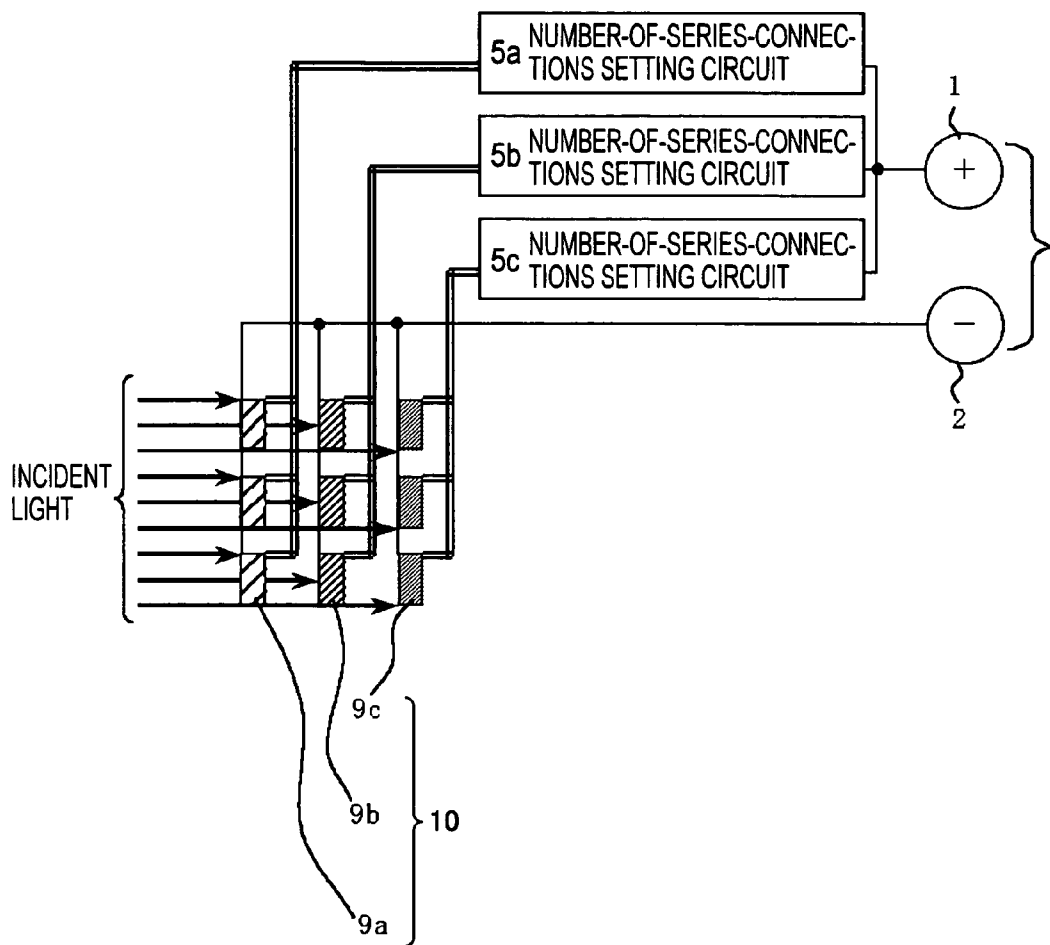 5a NUMBER-OF-SERIES-CONNEC-
TIONS SETTING CIRCUIT
1
5b NUMBER-OF-SERIES-CONNEC-
TIONS SETTING CIRCUIT
+
5c NUMBER-OF-SERIES-CONNEC-
TIONS SETTING CIRCUIT
−
2
INCIDENT
LIGHT
9c
9b
10
9a